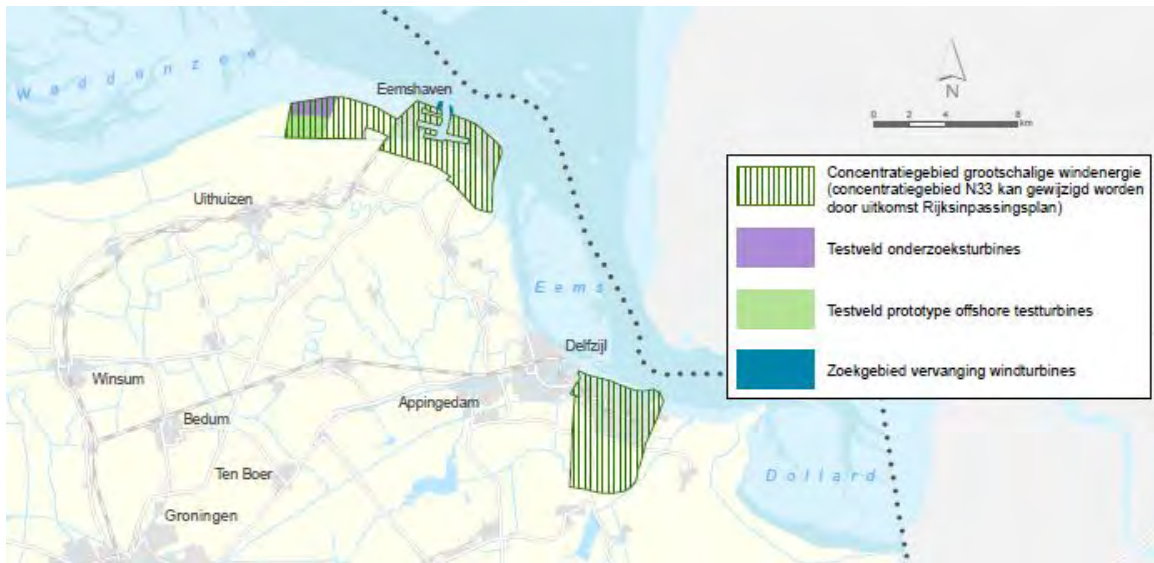 Waddenzee
Eemshaven
N
0 2 4 8
km
Uithuizen
Concentratiegebied grootschalige windenergie
(concentratiegebied N33 kan gewijzigd worden
door uitkomst Rijksinpassingsplan)
Testveld onderzoeksturbines
Testveld prototype offshore testturbines
Zoekgebied vervanging windturbines
Eems
Delfzijl
Winsum
Appingedam
Bedum
Ten Boer
Dollard
Groningen